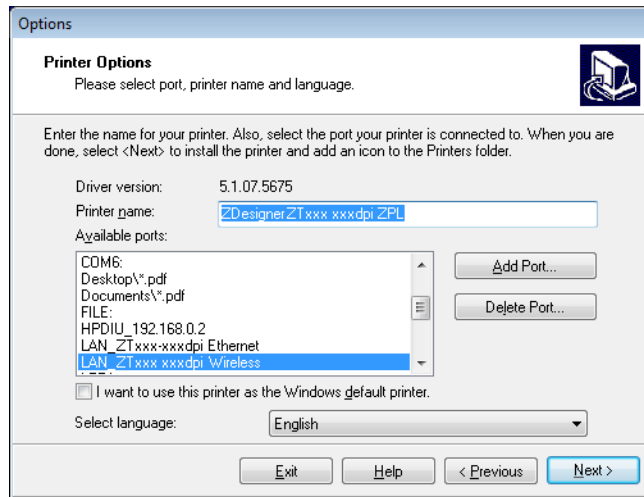 Options
Printer Options
Please select port, printer name and language.
Enter the name for your printer. Also, select the port your printer is connected to. When you are
done, select <Next> to install the printer and add an icon to the Printers folder.
Driver version: 5.1.07.5675
Printer name: ZDesignerZTxxx xxxdpi ZPL
Available ports:
COM6:
Desktop\*.pdf
Documents\*.pdf
FILE:
HPDIU_192.168.0.2
LAN_ZTxxx-xxxdpi Ethernet
LAN_ZTxxx xxxdpi Wireless
Add Port...
Delete Port...
I want to use this printer as the Windows default printer.
Select language: English
Exit Help < Previous Next >